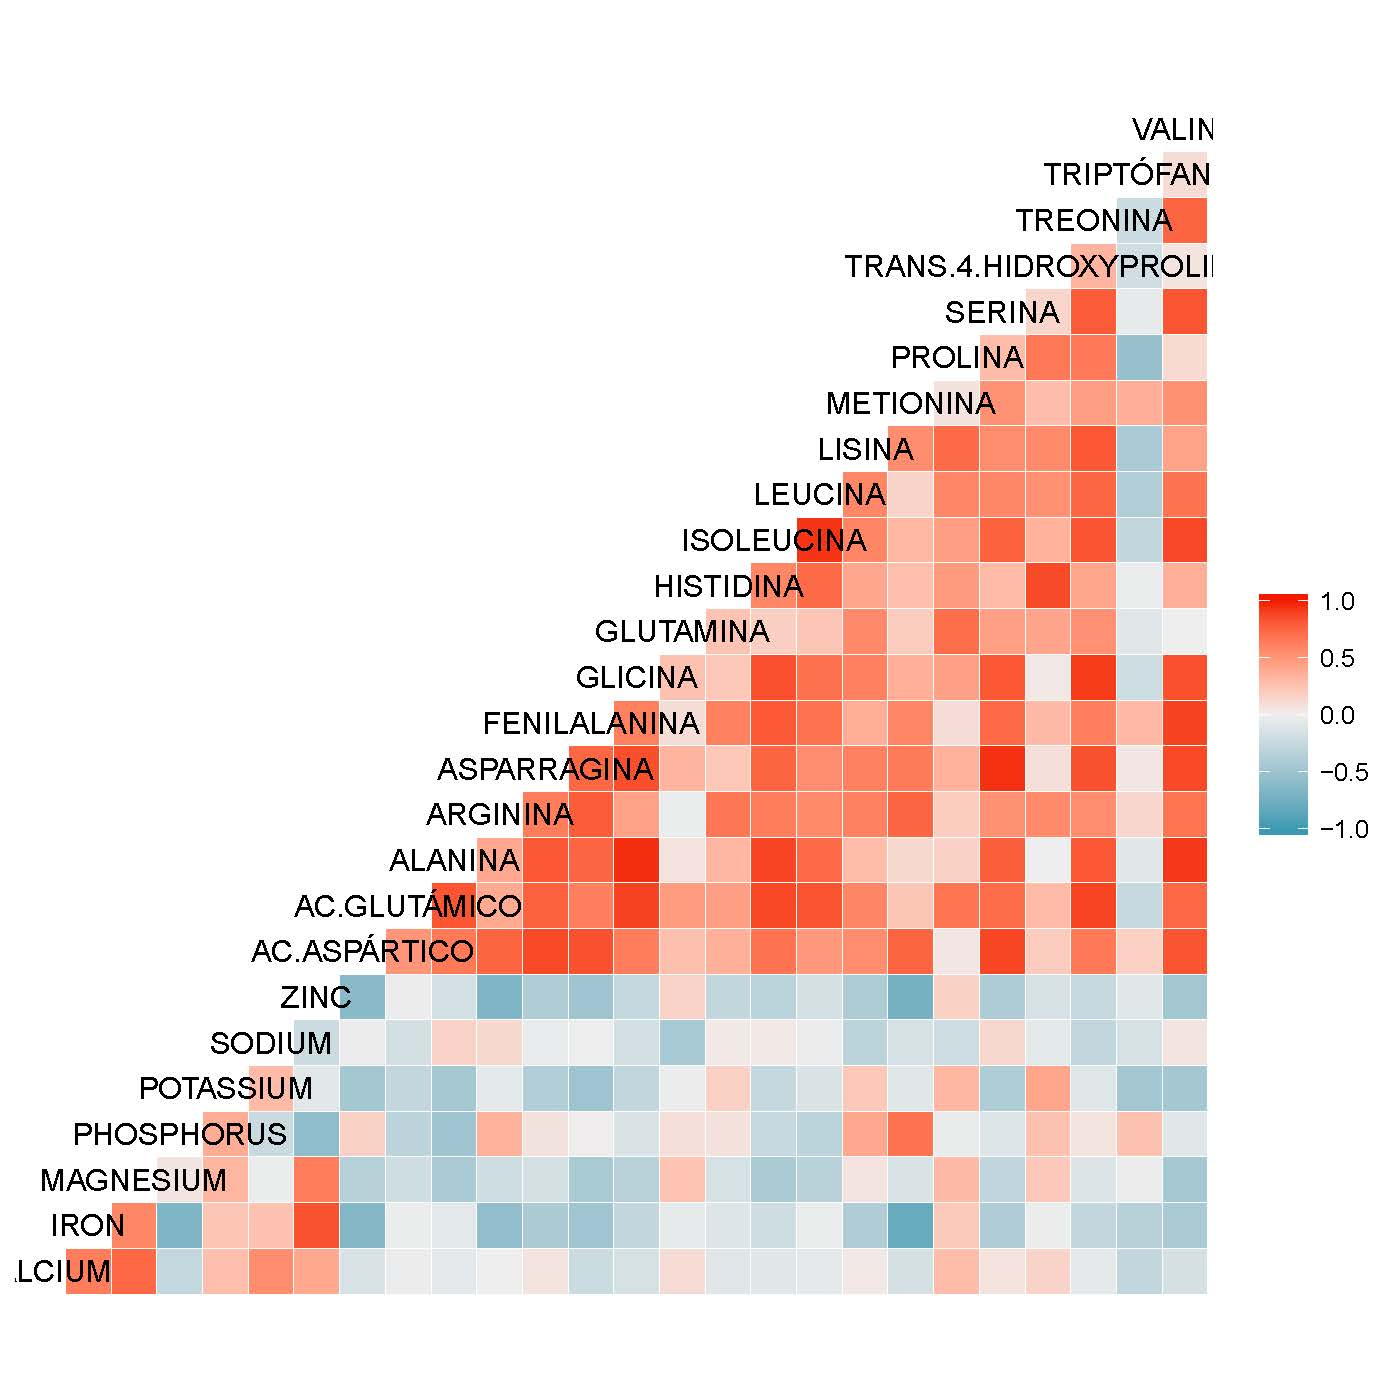 VALIN
TRIPTÓFAN
TREONINA
TRANS.4.HIDROXYPROLI
SERINA
PROLINA
METIONINA
LISINA
LEUCINA
ISOLEUCINA
HISTIDINA
GLUTAMINA
GLICINA
FENILALANINA
ASPARRAGINA
ARGININA
ALANINA
AC.GLUTÁMICO
AC.ASPÁRTICO
ZINC
SODIUM
POTASSIUM
PHOSPHORUS
MAGNESIUM
IRON
LCIUM
1.0
0.5
0.0
−0.5
−1.0